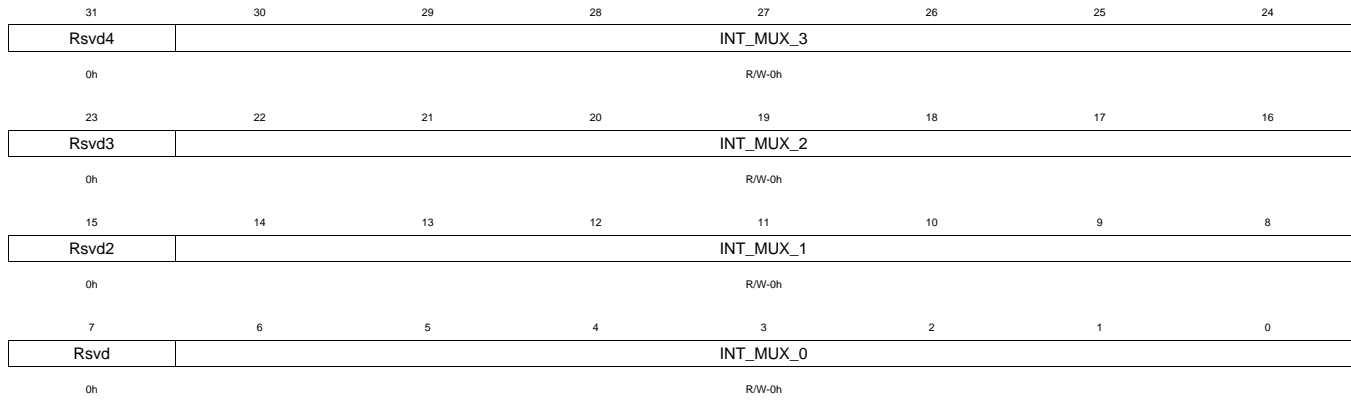 31 30 29 28 27 26 25 24
Rsvd4 INT_MUX_3
0h R/W-0h
23 22 21 20 19 18 17 16
Rsvd3 INT_MUX_2
0h R/W-0h
15 14 13 12 11 10 9 8
Rsvd2 INT_MUX_1
0h R/W-0h
7 6 5 4 3 2 1 0
Rsvd INT_MUX_0
0h R/W-0h